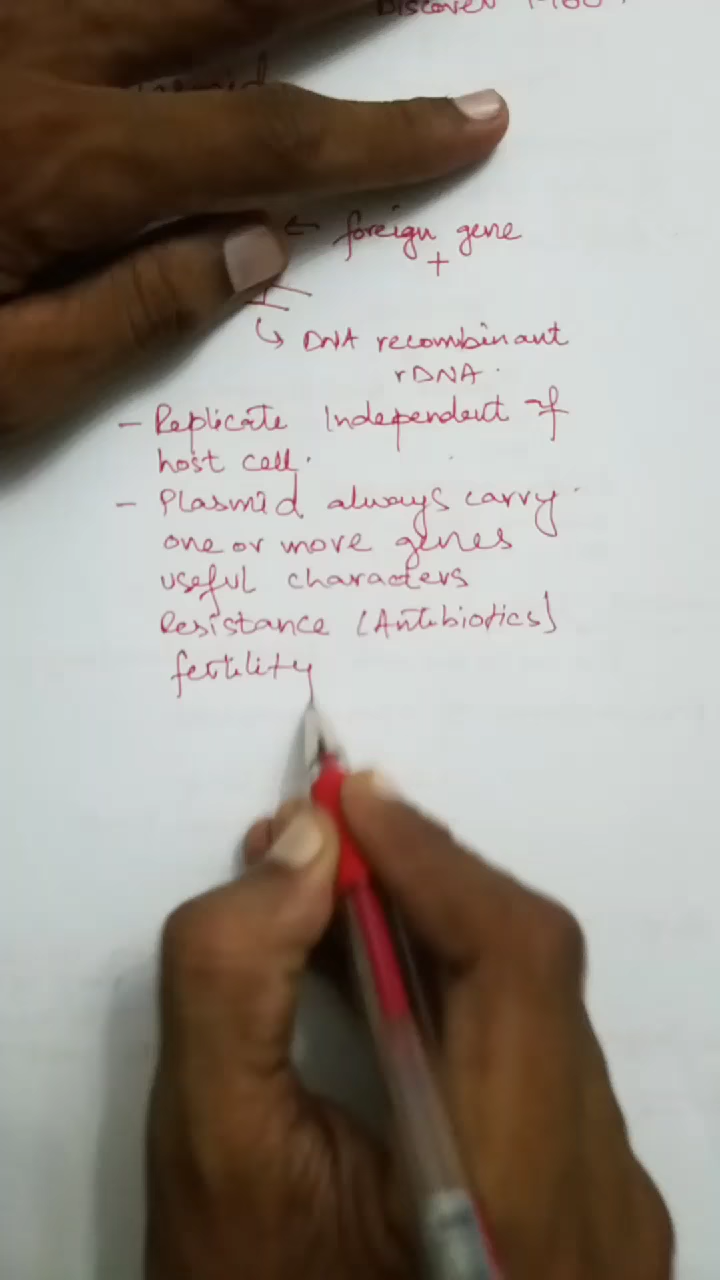 ← foreign gene
+
↳ DNA recombinant
rDNA.
- Replicate Independent of
host cell.
- Plasmid always carry
one or more genes
useful characters
Resistance (Antibiotics)
fertility